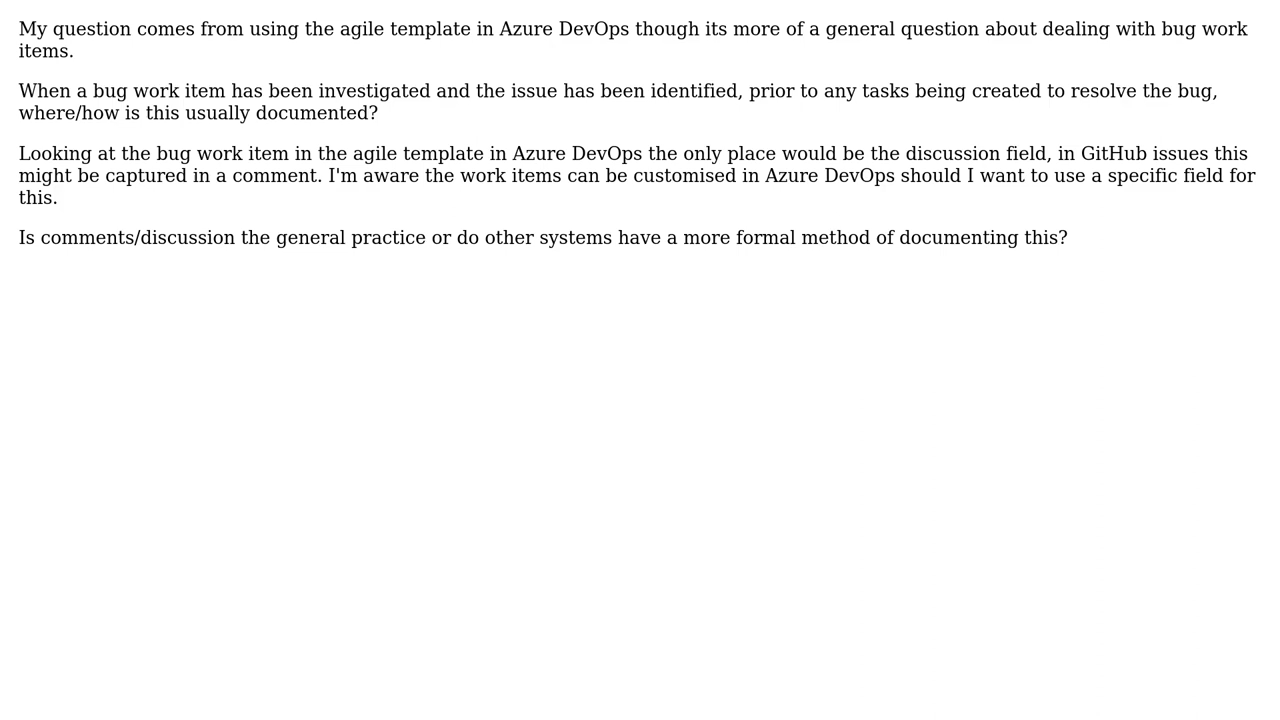 My question comes from using the agile template in Azure DevOps though its more of a general question about dealing with bug work
items.
When a bug work item has been investigated and the issue has been identified, prior to any tasks being created to resolve the bug,
where/how is this usually documented?
Looking at the bug work item in the agile template in Azure DevOps the only place would be the discussion field, in GitHub issues this
might be captured in a comment. I'm aware the work items can be customised in Azure DevOps should I want to use a specific field for
this.
Is comments/discussion the general practice or do other systems have a more formal method of documenting this?